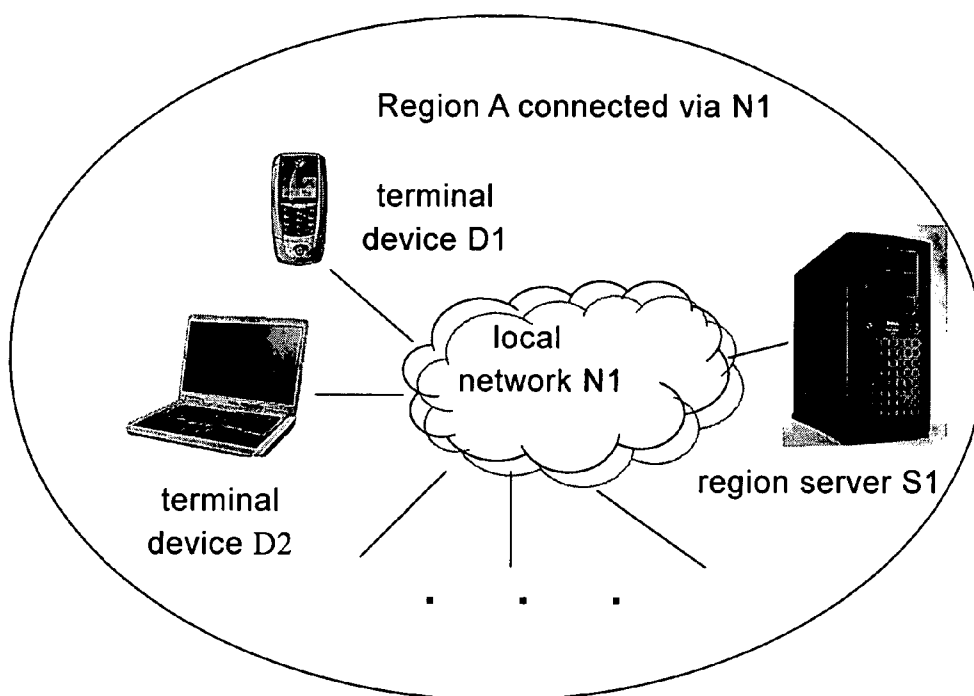 Region A connected via N1
terminal
device D1
local
network N1
region server S1
terminal
device D2